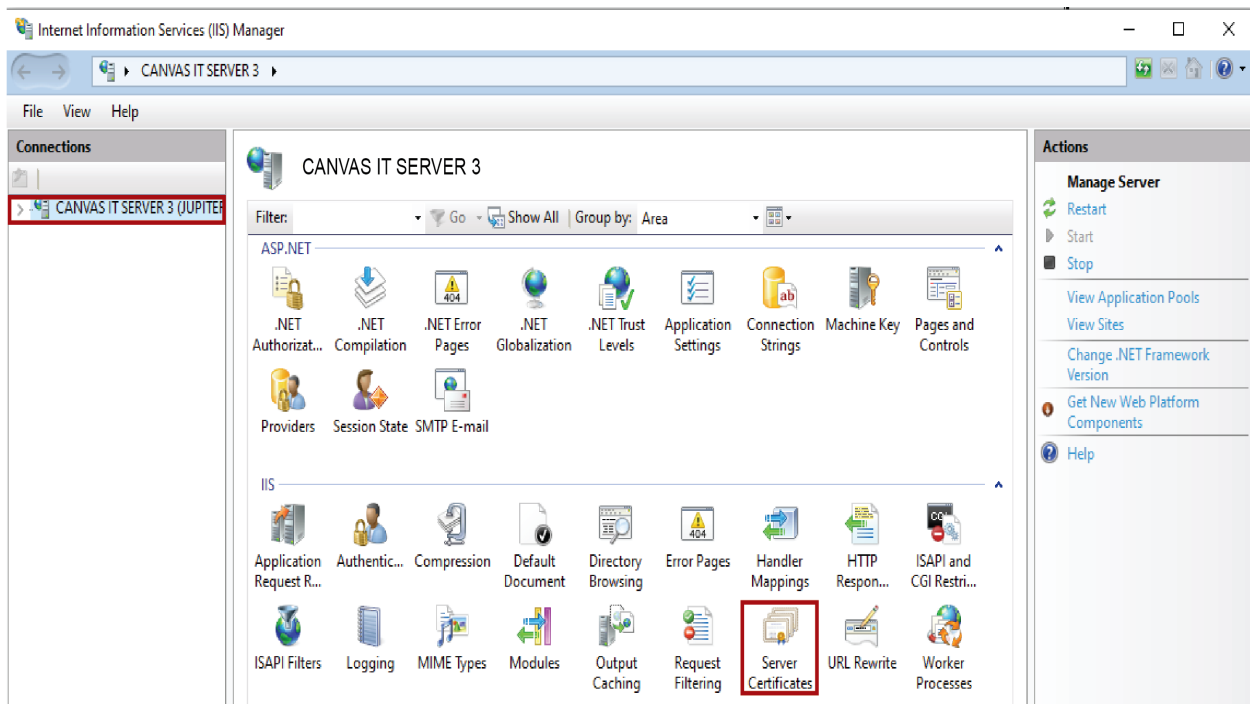 Internet Information Services (IIS) Manager
CANVAS IT SERVER 3
File View Help
Connections
CANVAS IT SERVER 3 (JUPITER
CANVAS IT SERVER 3
Filter: Go Show All Group by: Area
ASP.NET
.NET Authorizat...
.NET Compilation
.NET Error Pages
.NET Globalization
.NET Trust Levels
Application Settings
Connection Strings
Machine Key
Pages and Controls
Providers
Session State
SMTP E-mail
IIS
Application Request R...
Authentic...
Compression
Default Document
Directory Browsing
Error Pages
Handler Mappings
HTTP Respon...
ISAPI and CGI Restri...
ISAPI Filters
Logging
MIME Types
Modules
Output Caching
Request Filtering
Server Certificates
URL Rewrite
Worker Processes
Actions
Manage Server
Restart
Start
Stop
View Application Pools
View Sites
Change .NET Framework
Version
Get New Web Platform
Components
Help